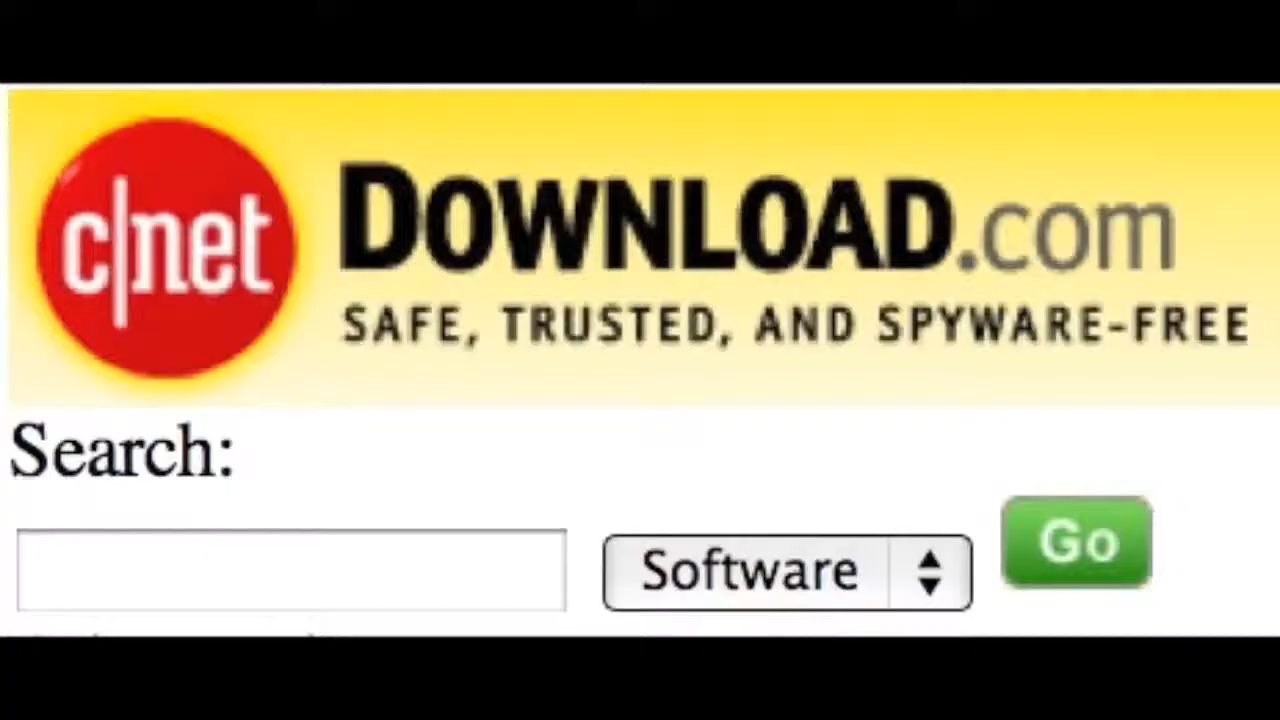 c|net
DOWNLOAD.com
SAFE, TRUSTED, AND SPYWARE-FREE
Search:
Software
Go